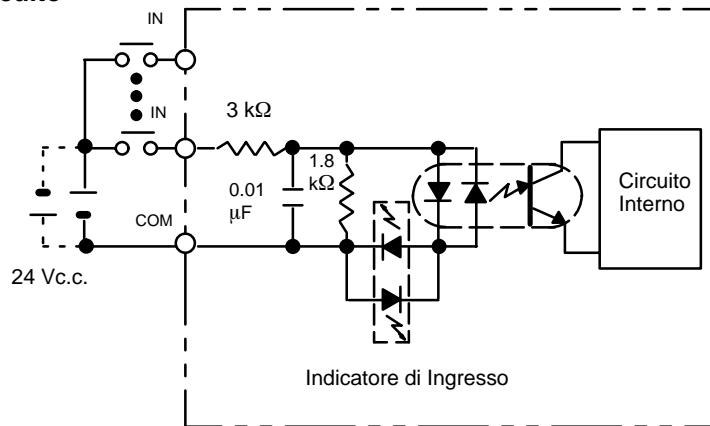 IN
IN
3 kΩ
1.8
kΩ
0.01
µF
COM
24 Vc.c.
Circuito
Interno
Indicatore di Ingresso